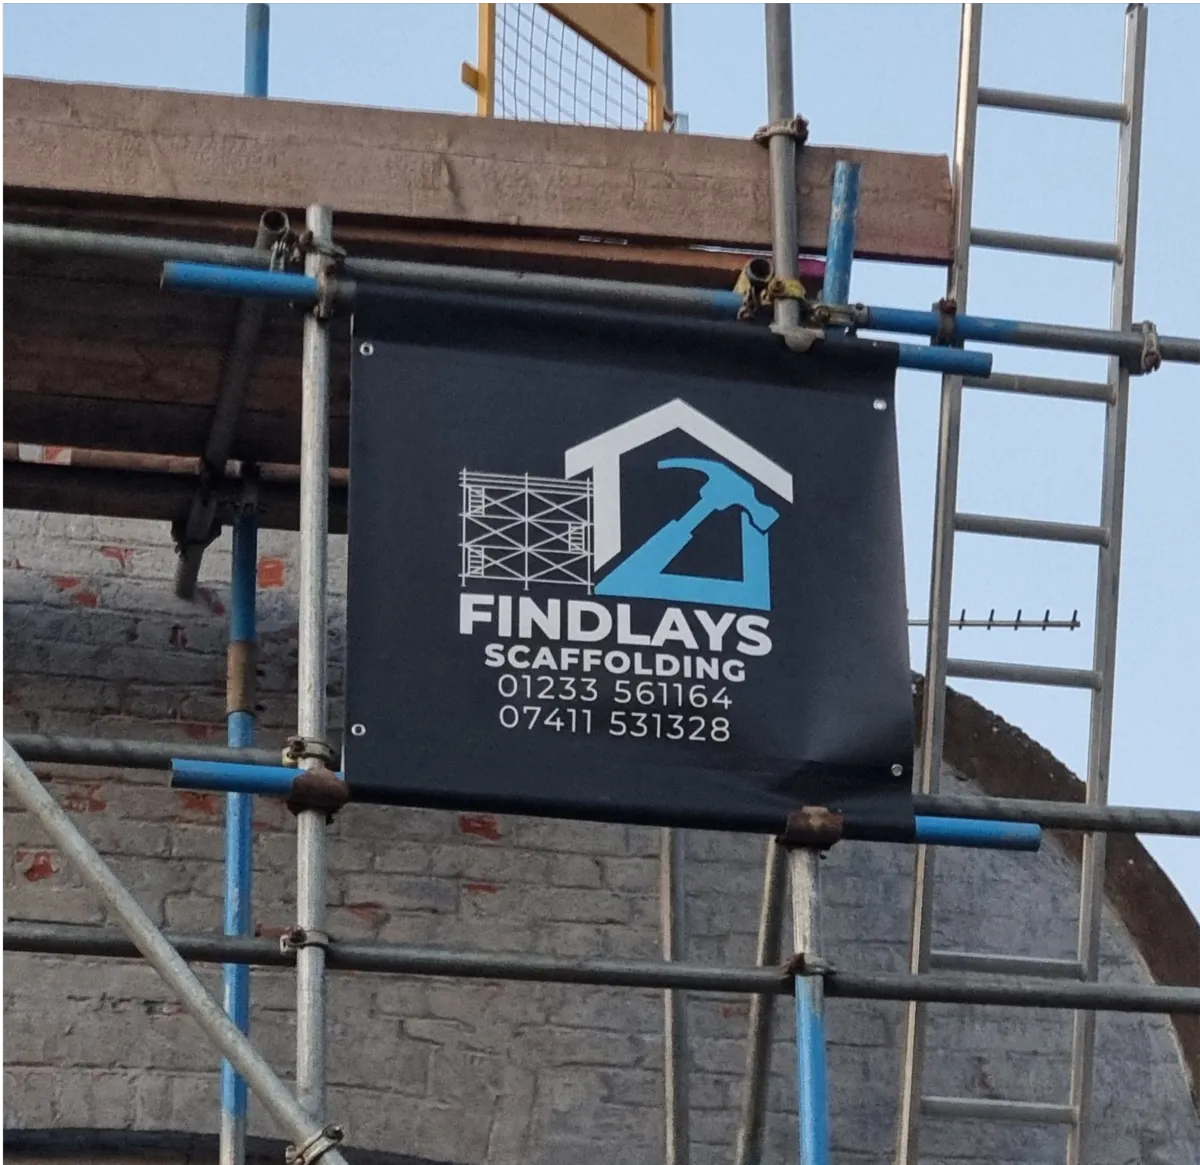 FINDLAYS
SCAFFOLDING
01233 561164
07411 531328